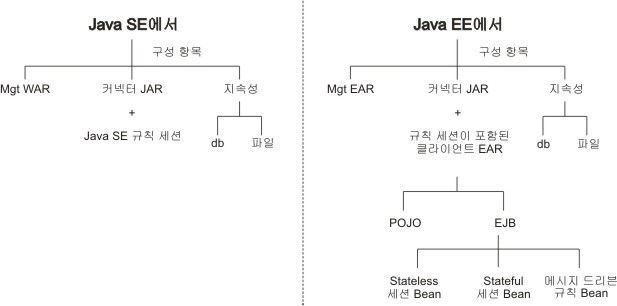 Java SE에서
구성 항목
Mgt WAR
커넥터 JAR
지속성
+
Java SE 규칙 세션
db
파일
Java EE에서
구성 항목
Mgt EAR
커넥터 JAR
지속성
+
규칙 세션이 포함된
클라이언트 EAR
db
파일
POJO
EJB
Stateless
세션 Bean
Stateful
세션 Bean
메시지 드리븐
규칙 Bean